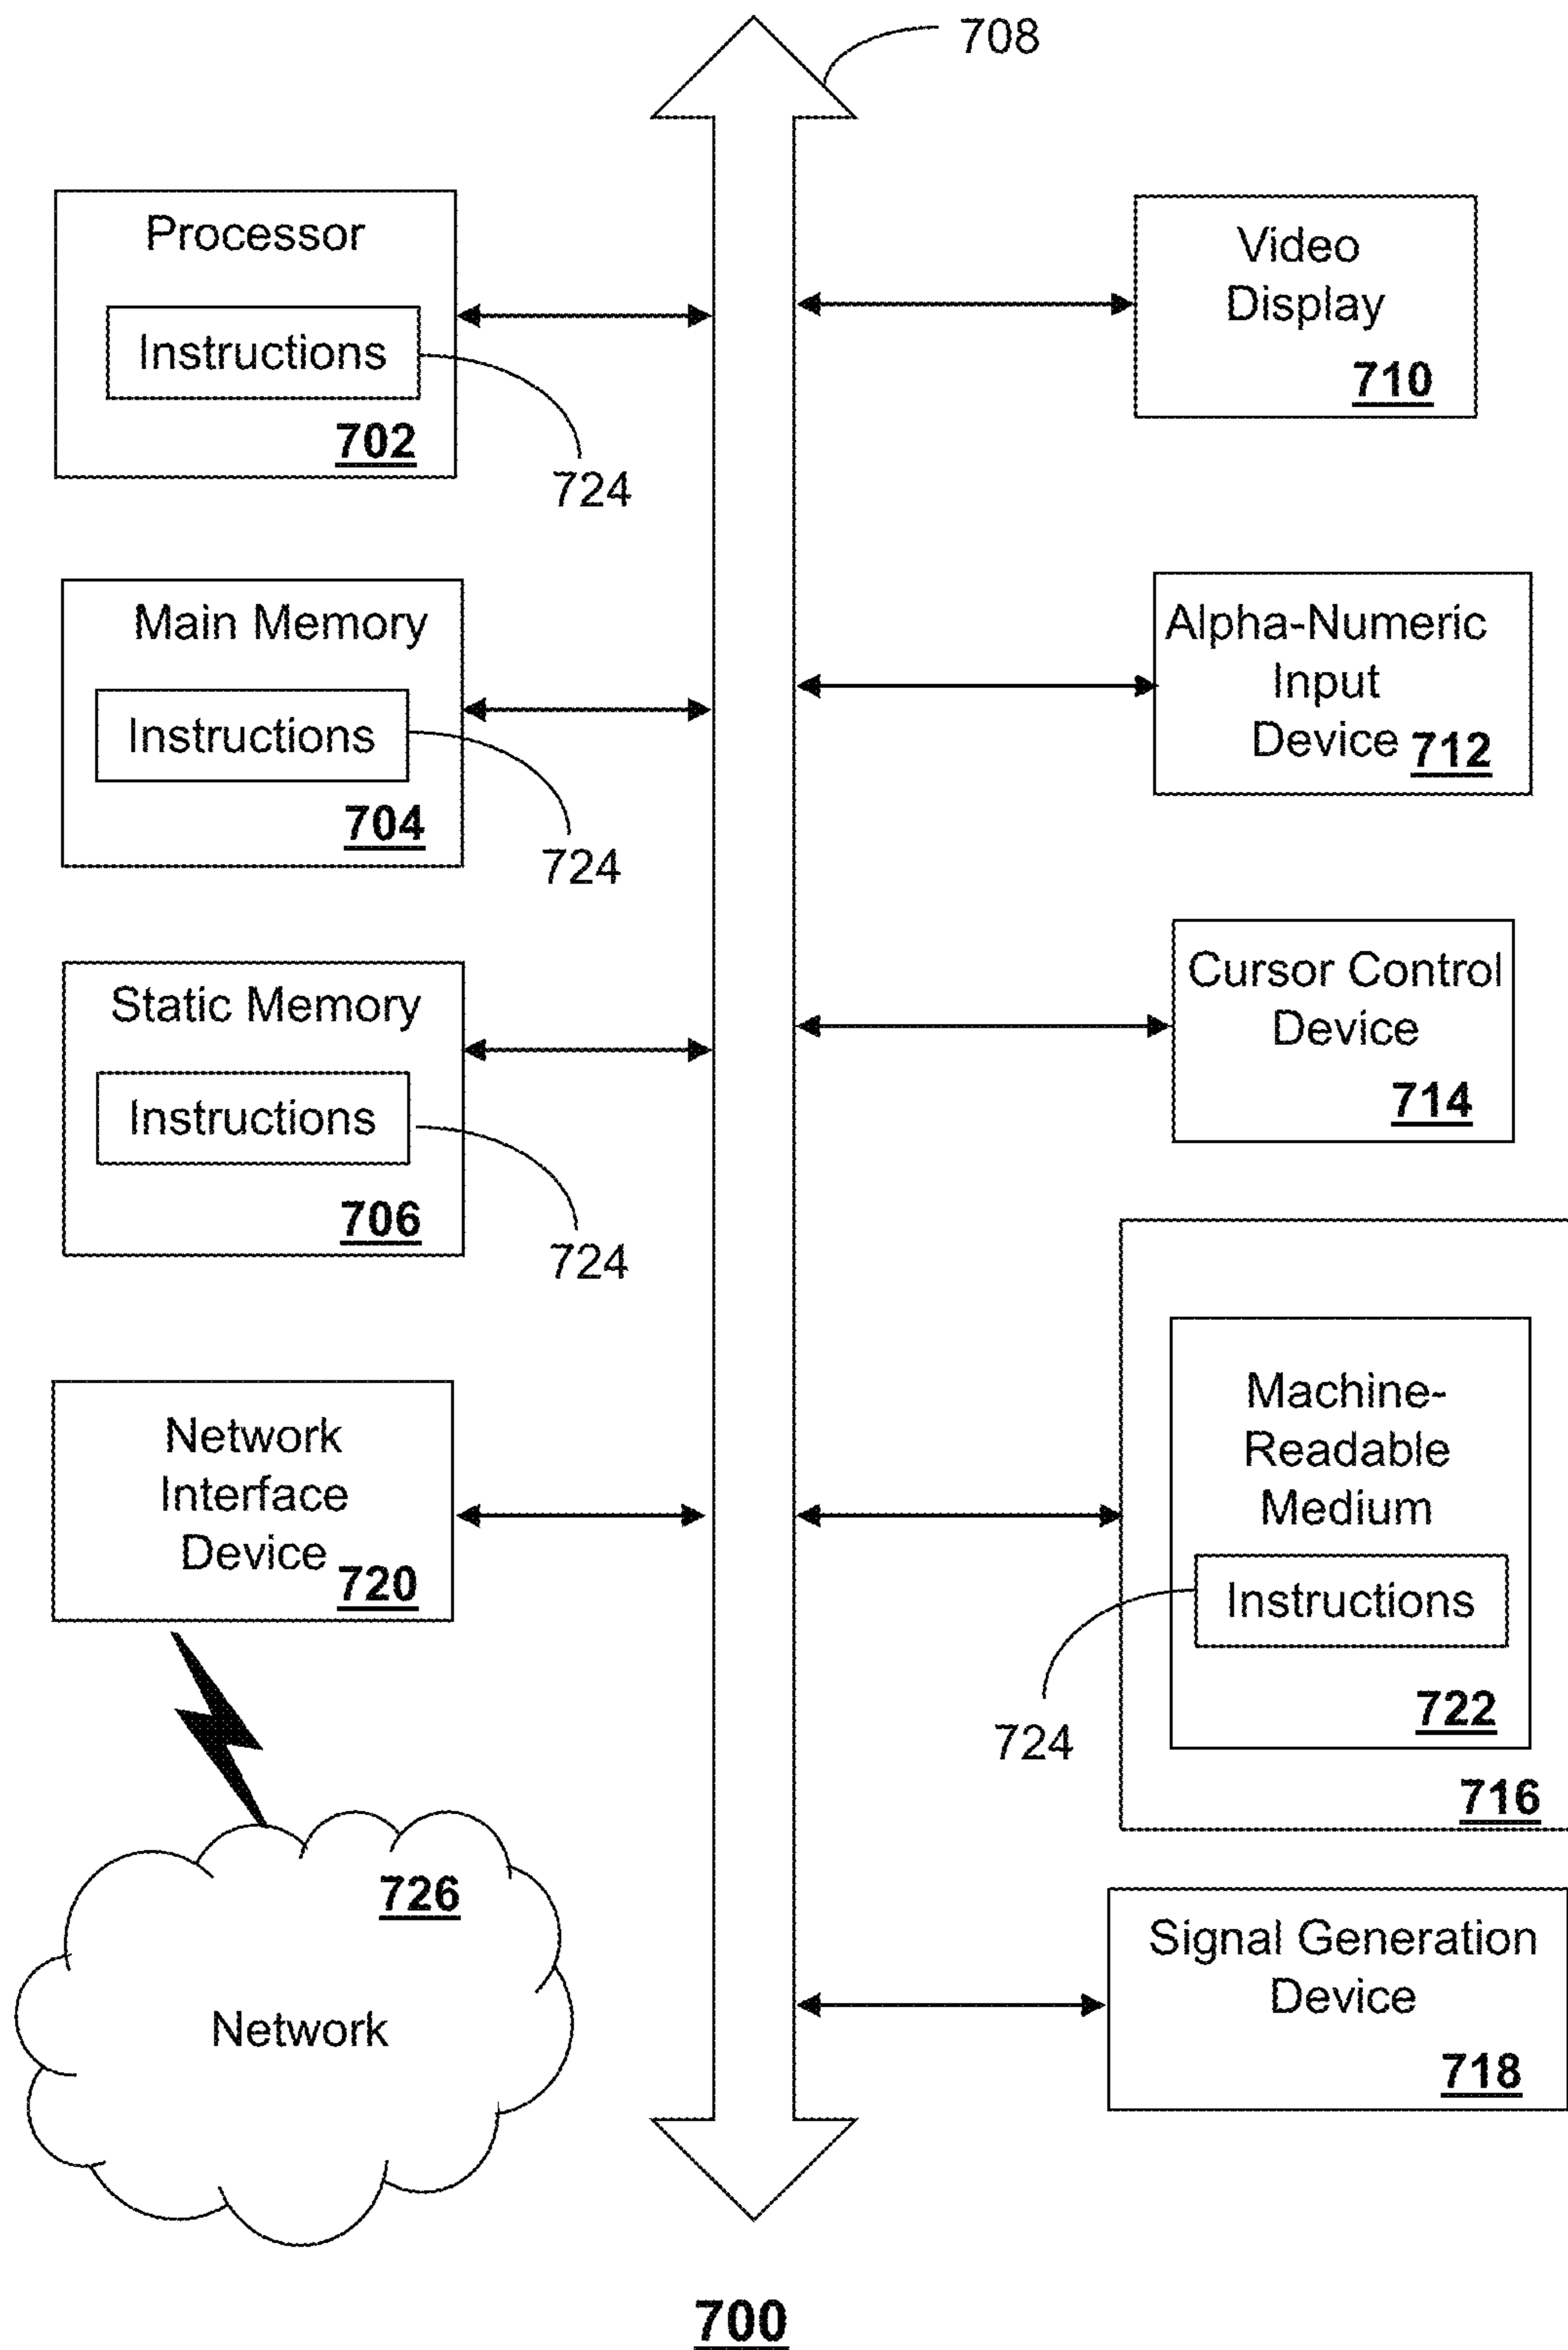 708
Processor
Instructions
702
724
Main Memory
Instructions
704
724
Static Memory
Instructions
706
724
Network
Interface
Device 720
726
Network
Video
Display
710
Alpha-Numeric
Input
Device 712
Cursor Control
Device
714
Machine-
Readable
Medium
Instructions
722
724
716
Signal Generation
Device
718
700